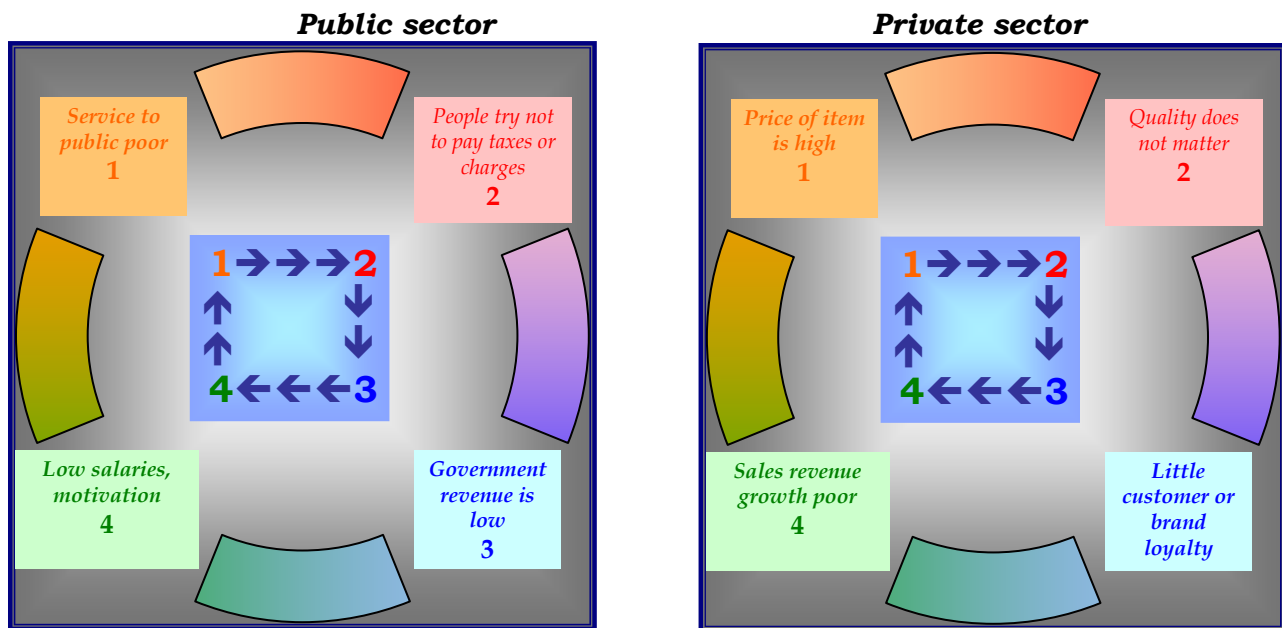 Public sector
Service to
public poor
1
People try not
to pay taxes or
charges
2
1 → → → 2
↑ ↓
↑ ↓
4 ← ← ← 3
Low salaries,
motivation
4
Government
revenue is
low
3
Private sector
Price of item
is high
1
Quality does
not matter
2
1 → → → 2
↑ ↓
↑ ↓
4 ← ← ← 3
Sales revenue
growth poor
4
Little
customer or
brand
loyalty